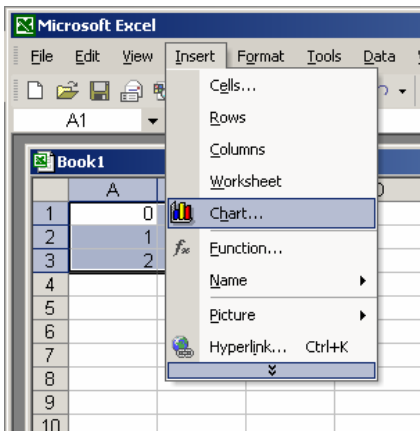 Microsoft Excel
File Edit View Insert Format Tools Data
A1
Cells...
Rows
Columns
Worksheet
Chart...
Function...
Name
Picture
Hyperlink... Ctrl+K
Book1
A D
1 0
2 1
3 2
4
5
6
7
8
9
10